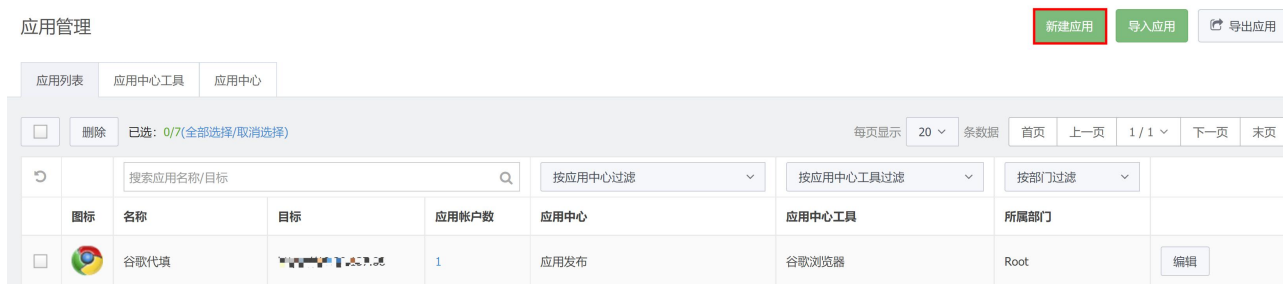 应用管理 新建应用 导入应用 导出应用
应用列表 应用中心工具 应用中心
删除 已选：0/7(全部选择/取消选择) 每页显示 20 条数据 首页 上一页 1 / 1 下一页 末页
搜索应用名称/目标 按应用中心过滤 按应用中心工具过滤 按部门过滤
图标 名称 目标 应用帐户数 应用中心 应用中心工具 所属部门
谷歌代填 1 应用发布 谷歌浏览器 Root 编辑